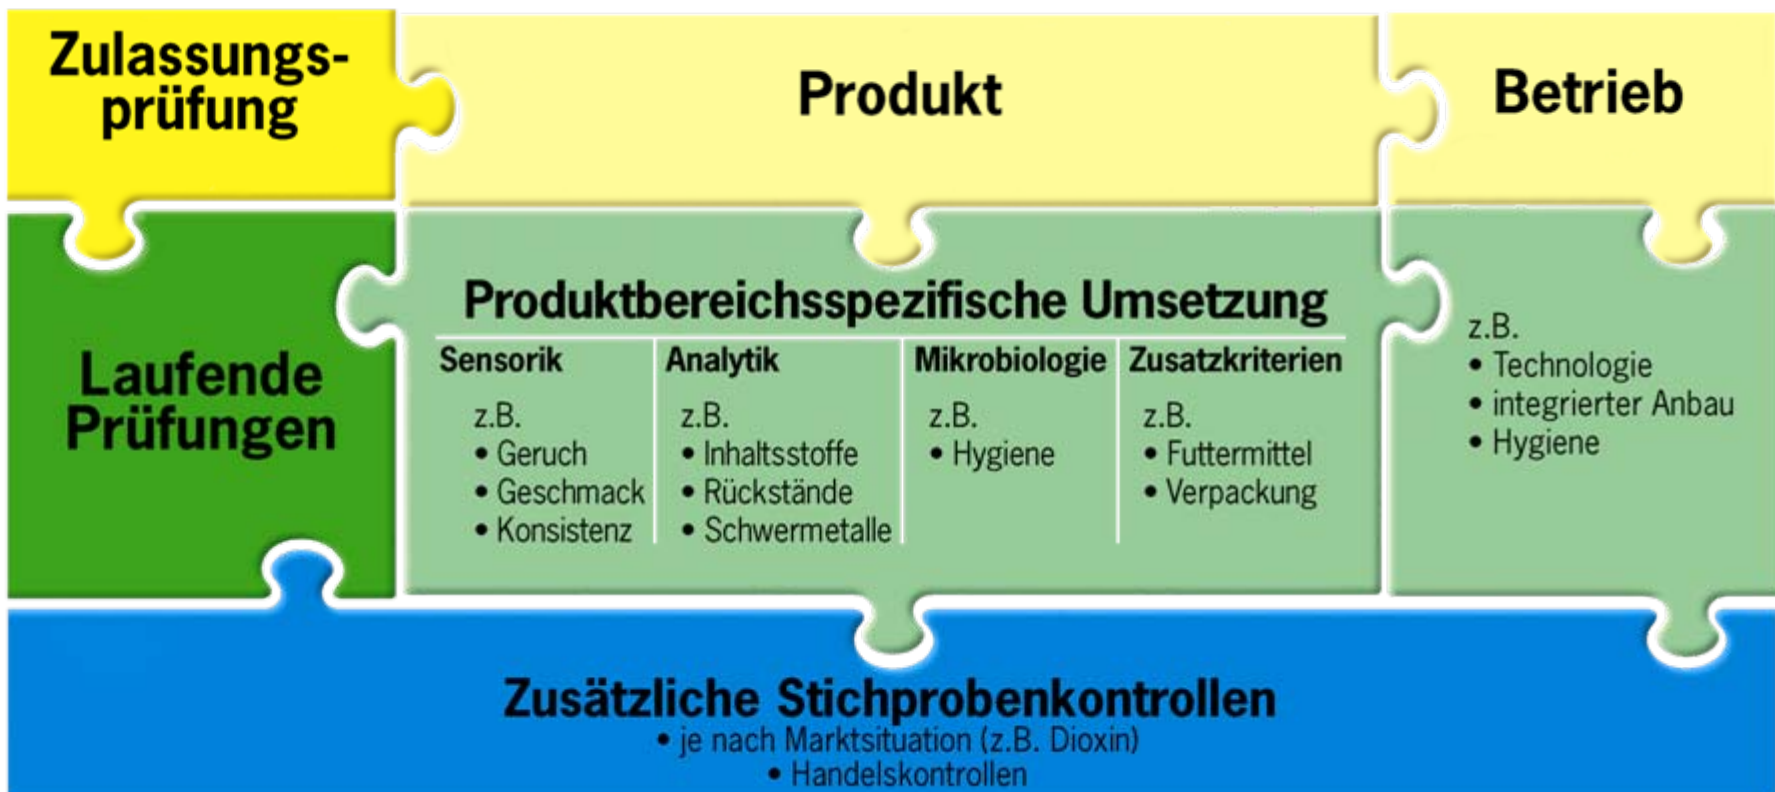 Zulassungs-
prüfung
Produkt
Betrieb
Laufende
Prüfungen
Produktbereichsspezifische Umsetzung
Sensorik
z.B.
• Geruch
• Geschmack
• Konsistenz
Analytik
z.B.
• Inhaltsstoffe
• Rückstände
• Schwermetalle
Mikrobiologie
z.B.
• Hygiene
Zusatzkriterien
z.B.
• Futtermittel
• Verpackung
z.B.
• Technologie
• integrierter Anbau
• Hygiene
Zusätzliche Stichprobenkontrollen
• je nach Marktsituation (z.B. Dioxin)
• Handelskontrollen